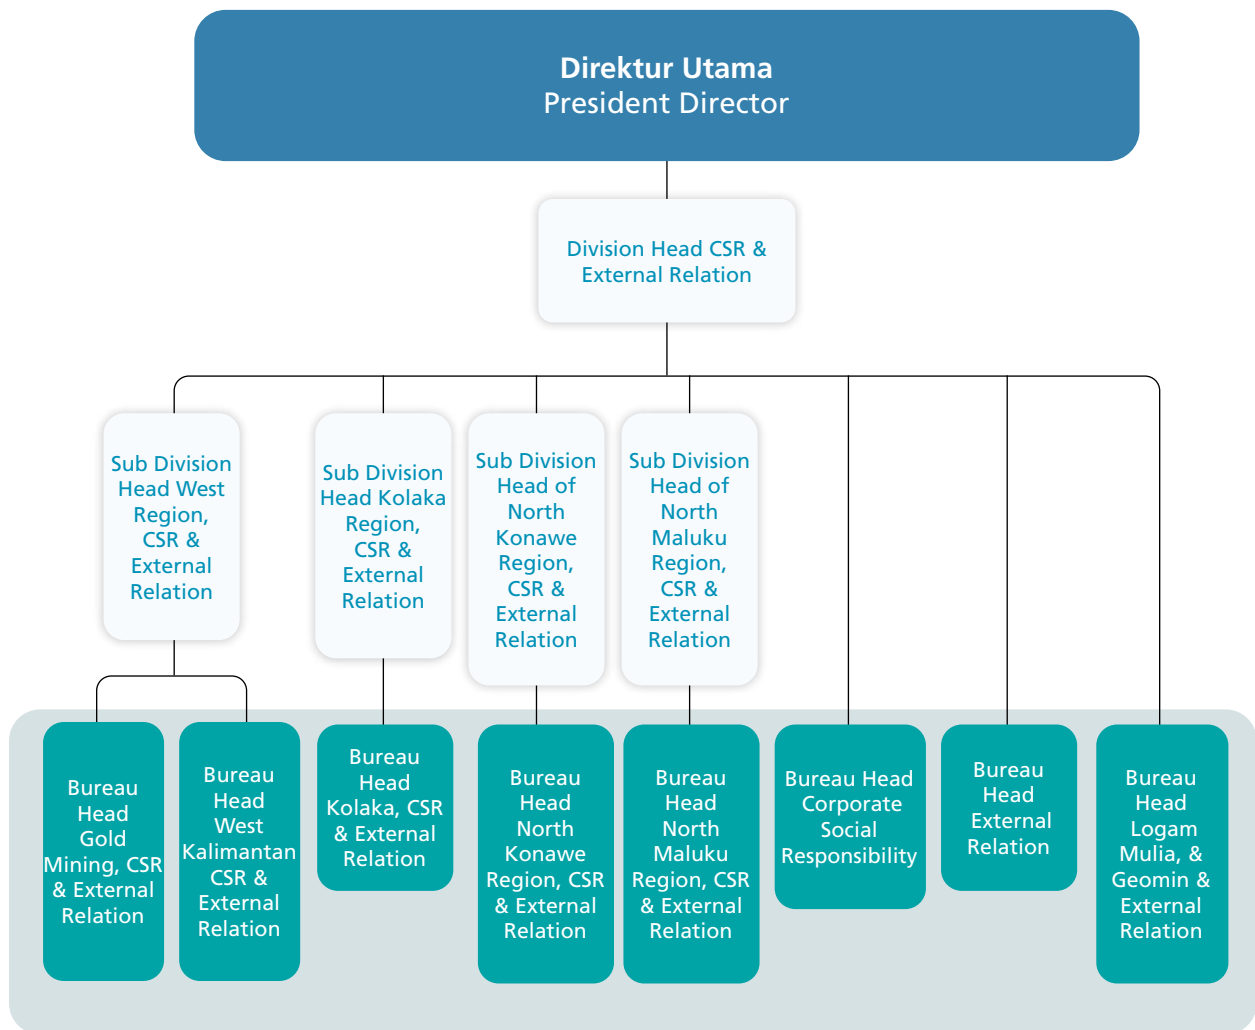 Direktur Utama
President Director
Division Head CSR &
External Relation
Sub Division
Head West
Region,
CSR &
External
Relation
Sub Division
Head Kolaka
Region,
CSR &
External
Relation
Sub Division
Head of
North
Konawe
Region,
CSR &
External
Relation
Sub Division
Head of
North
Maluku
Region,
CSR &
External
Relation
Bureau
Head
Gold
Mining, CSR
& External
Relation
Bureau
Head
West
Kalimantan
CSR &
External
Relation
Bureau
Head
Kolaka, CSR
& External
Relation
Bureau
Head
North
Konawe
Region, CSR
& External
Relation
Bureau
Head
North
Maluku
Region, CSR
& External
Relation
Bureau Head
Corporate
Social
Responsibility
Bureau
Head
External
Relation
Bureau
Head
Logam
Mulia, &
Geomin &
External
Relation